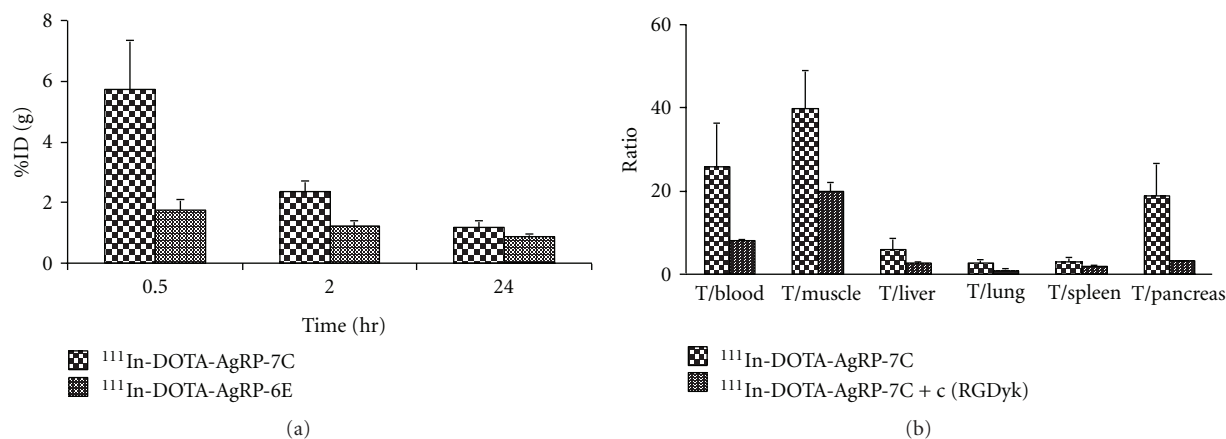 8
6
4
2
0
%ID (g)
0.5 2 24
Time (hr)
¹¹¹In-DOTA-AgRP-7C
¹¹¹In-DOTA-AgRP-6E
(a)
60
40
20
0
Ratio
T/blood T/muscle T/liver T/lung T/spleen T/pancreas
¹¹¹In-DOTA-AgRP-7C
¹¹¹In-DOTA-AgRP-7C + c (RGDyk)
(b)